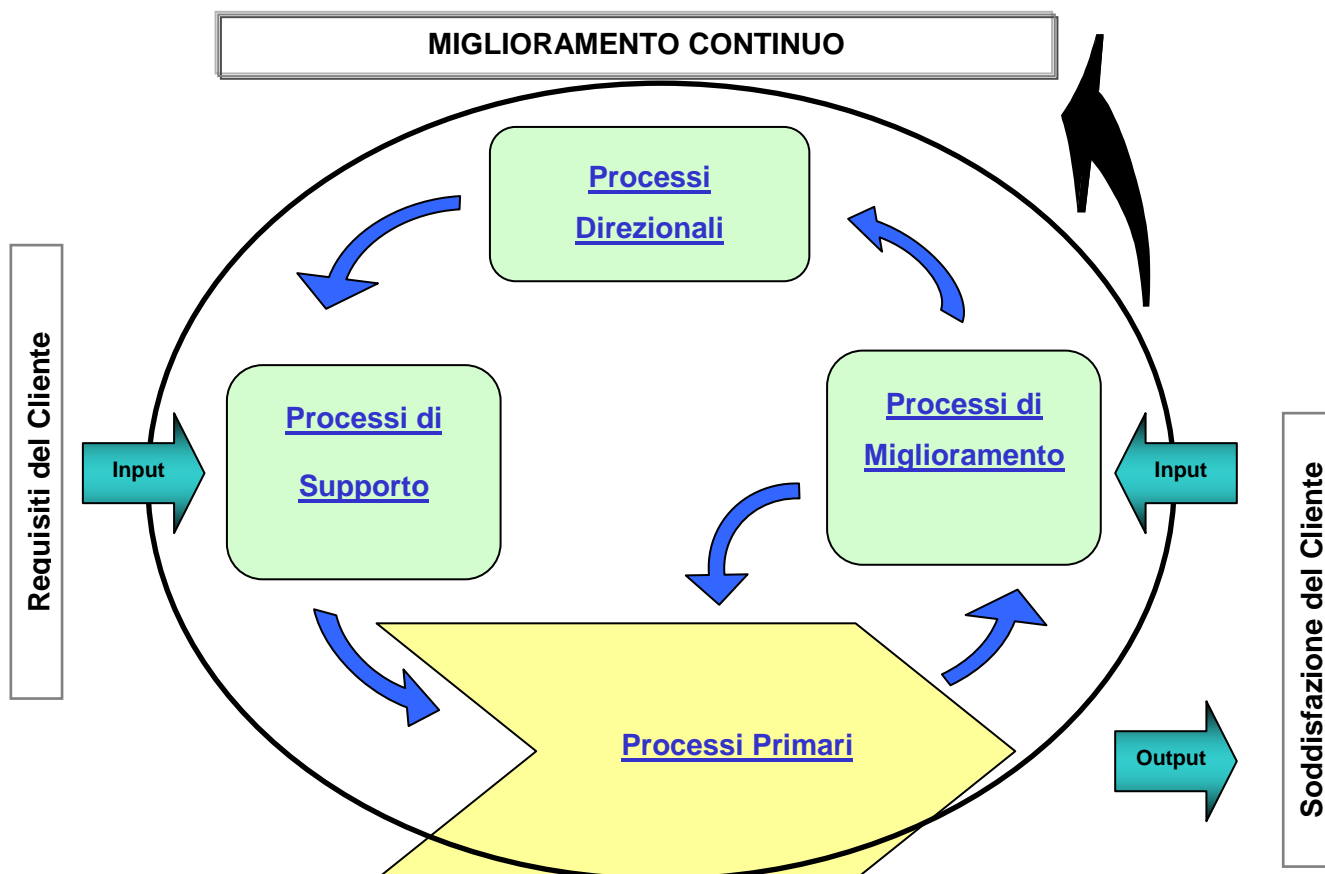 MIGLIORAMENTO CONTINUO
Processi
Direzionali
Requisiti del Cliente
Input
Processi di
Supporto
Processi di
Miglioramento
Input
Soddisfazione del Cliente
Processi Primari
Output